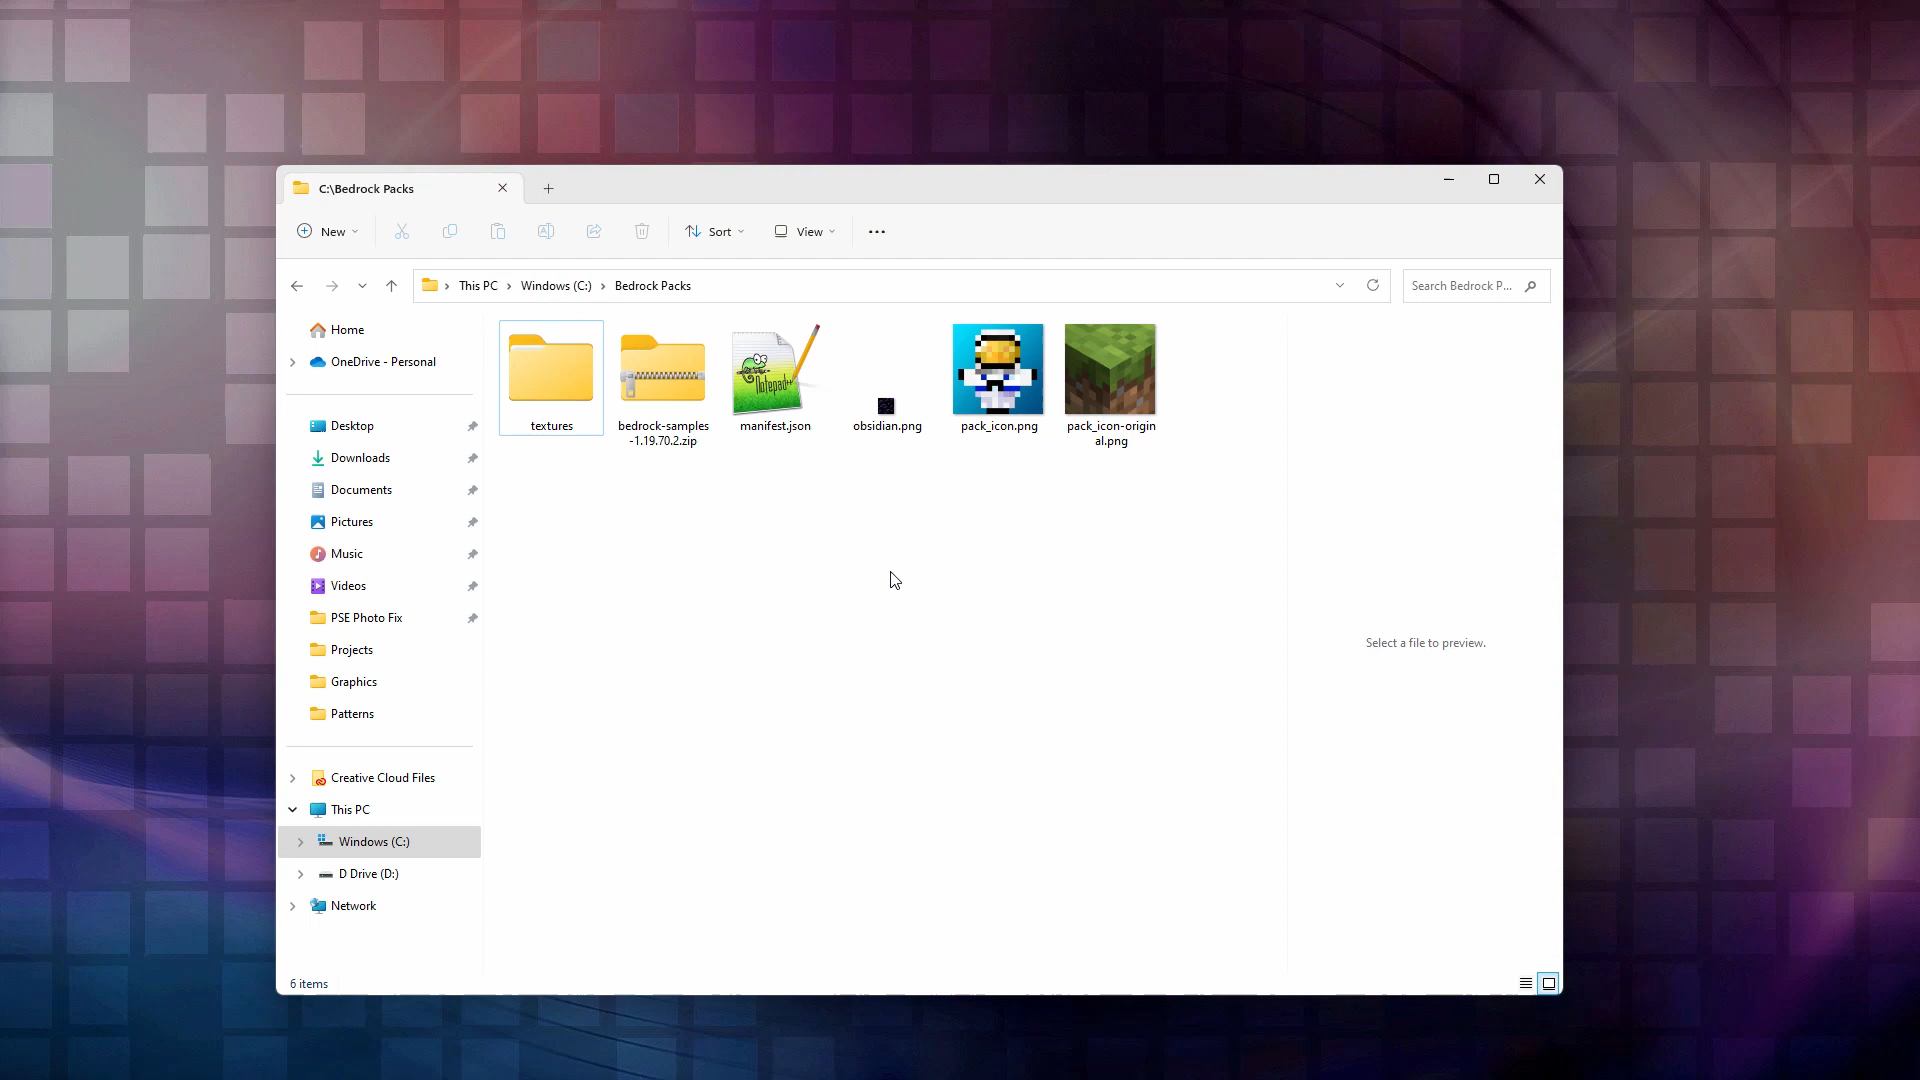 C:\Bedrock Packs
New
Sort
View
This PC
Windows (C:)
Bedrock Packs
Search Bedrock P...
Home
OneDrive - Personal
Desktop
Downloads
Documents
Pictures
Music
Videos
PSE Photo Fix
Projects
Graphics
Patterns
Creative Cloud Files
This PC
Windows (C:)
D Drive (D:)
Network
Notepad++
textures
bedrock-samples
-1.19.70.2.zip
manifest.json
obsidian.png
pack_icon.png
pack_icon-origin
al.png
Select a file to preview.
6 items